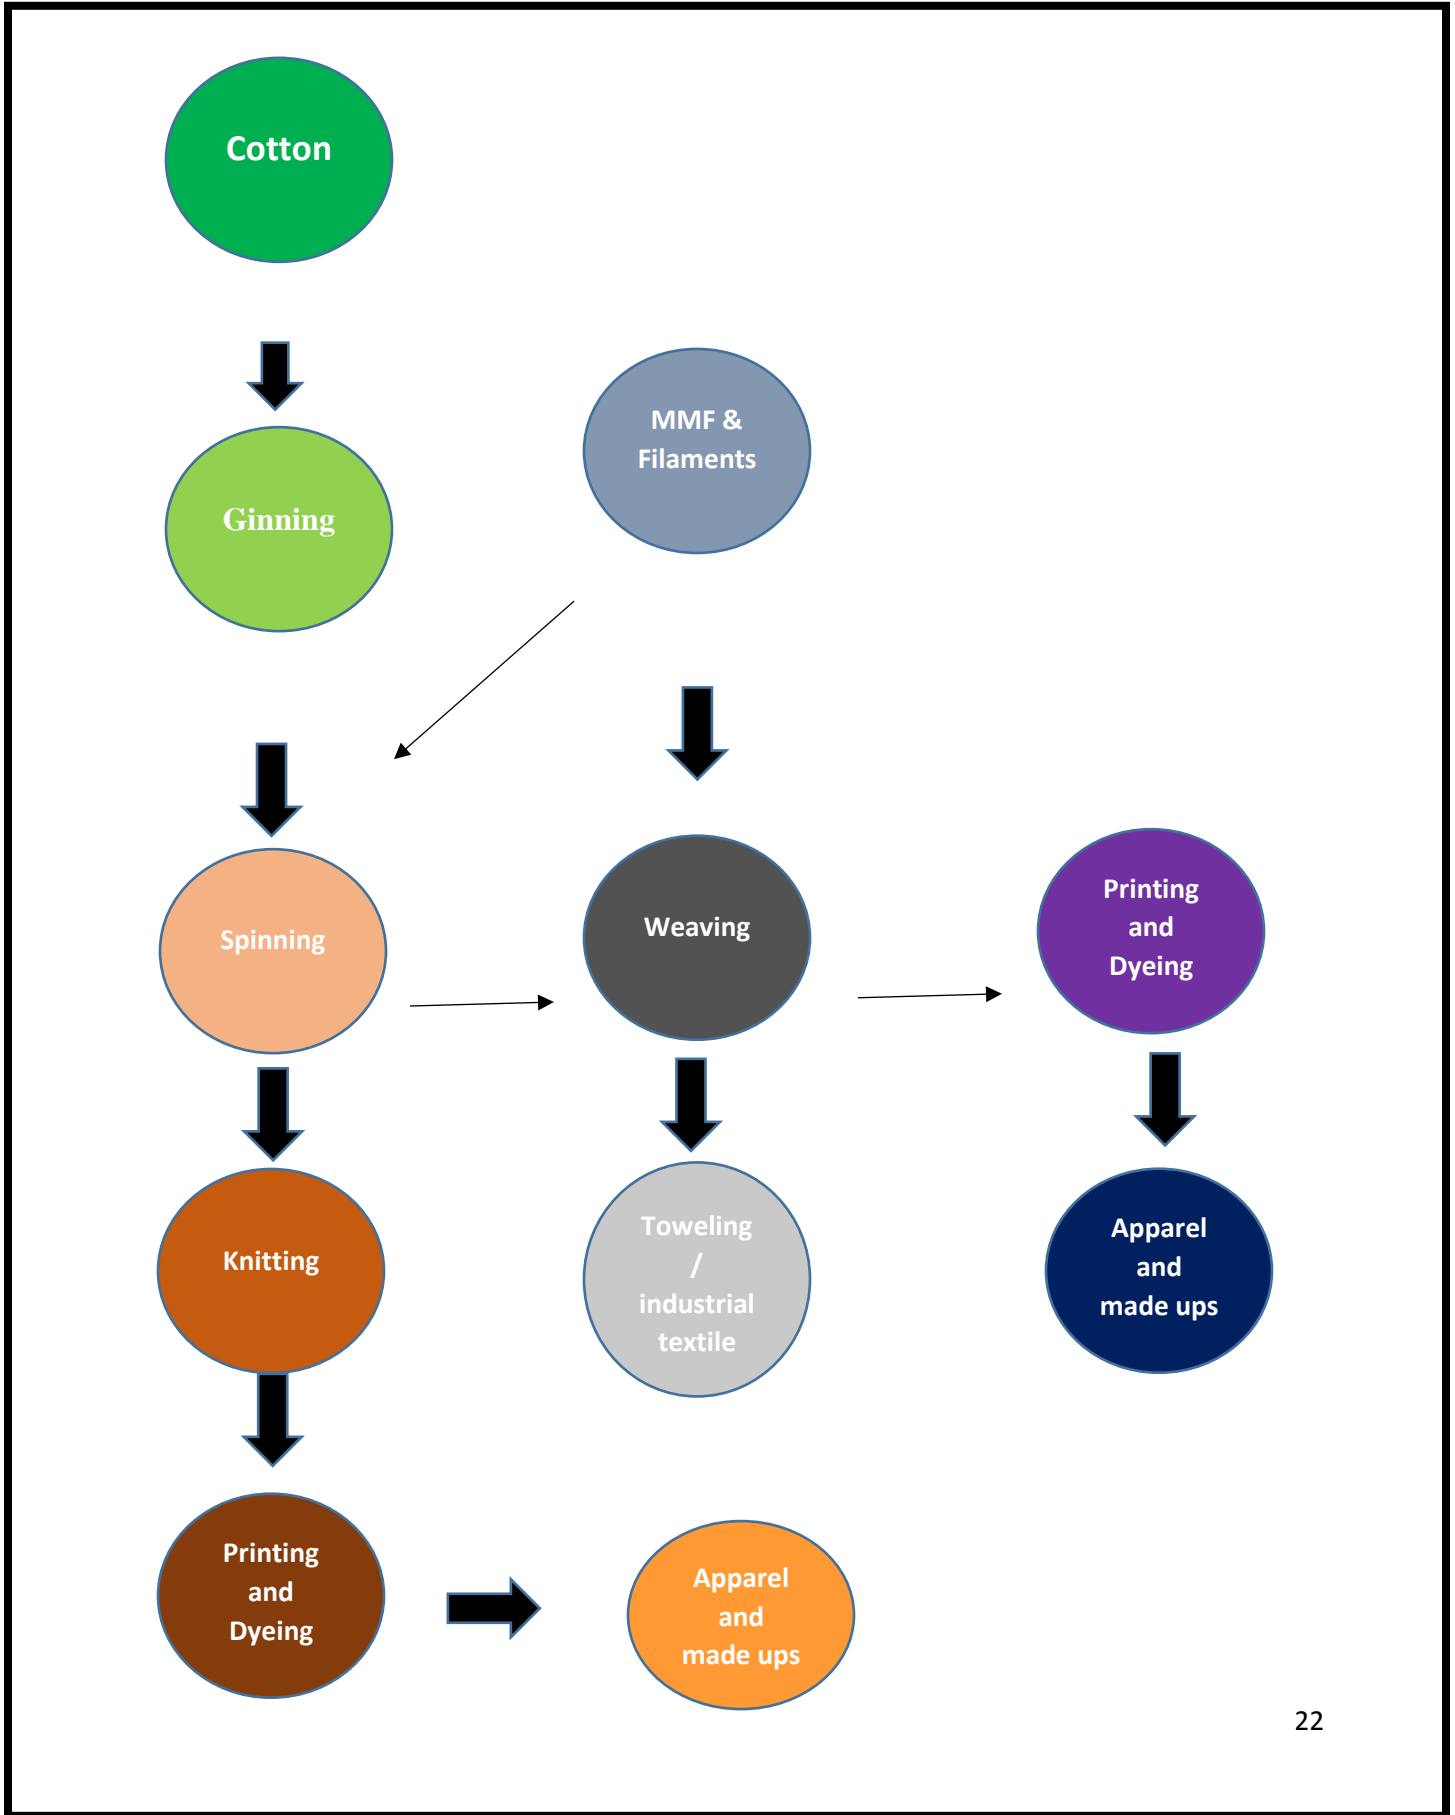 Cotton
MMF &
Filaments
Ginning
Spinning
Weaving
Printing
and
Dyeing
Knitting
Toweling
/
industrial
textile
Apparel
and
made ups
Printing
and
Dyeing
Apparel
and
made ups
22